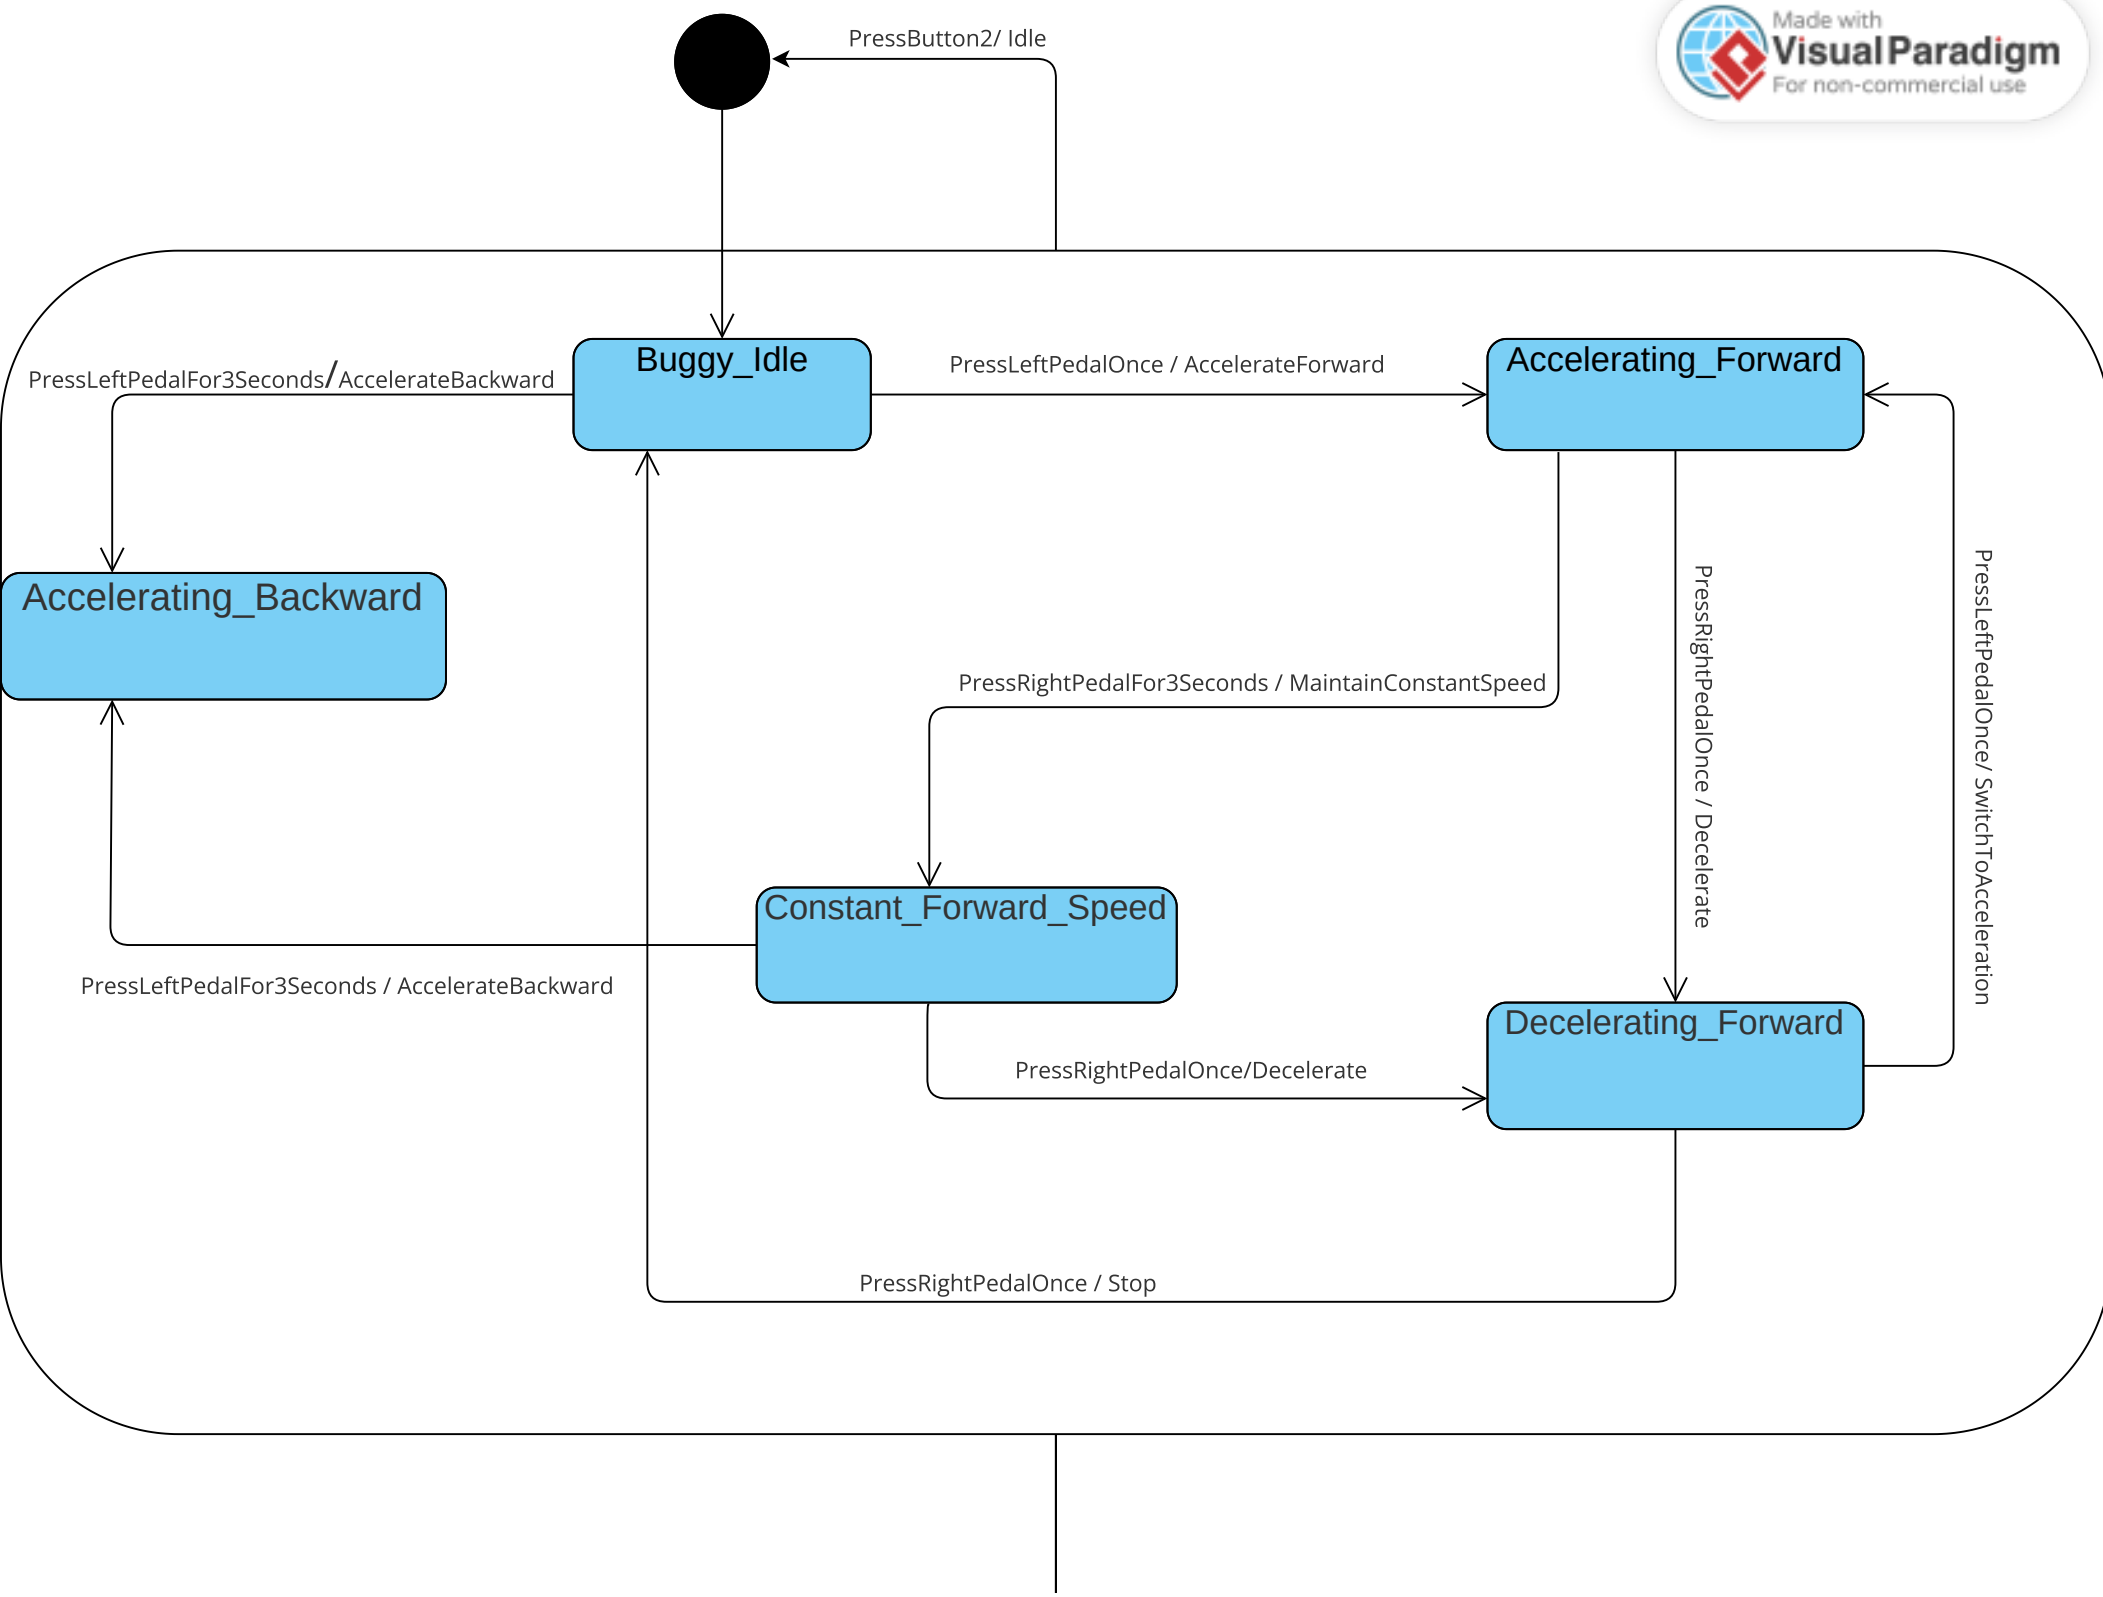 PressButton2/ Idle
Made with
Visual Paradigm
For non-commercial use
Buggy_Idle
PressLeftPedalOnce / AccelerateForward
Accelerating_Forward
PressLeftPedalFor3Seconds/AccelerateBackward
Accelerating_Backward
PressRightPedalFor3Seconds / MaintainConstantSpeed
PressRightPedalOnce / Decelerate
PressLeftPedalOnce/ SwitchToAcceleration
Constant_Forward_Speed
PressLeftPedalFor3Seconds / AccelerateBackward
Decelerating_Forward
PressRightPedalOnce/Decelerate
PressRightPedalOnce / Stop